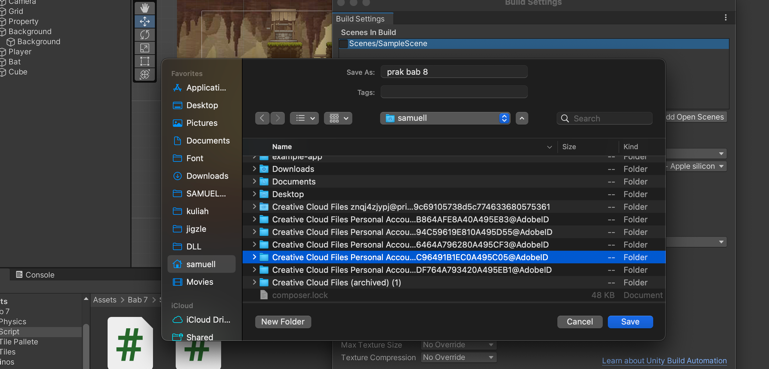 Camera
Grid
Property
Background
Background
Player
Bat
Cube
Build Settings
Build Settings
Scenes In Build
Scenes/SampleScene
Add Open Scenes
Apple silicon
Save As: prak bab 8
Tags:
samuell
Search
Name Size Kind
example-app -- Folder
Downloads -- Folder
Documents -- Folder
Desktop -- Folder
Creative Cloud Files znqj4zjypj@pri...9c69105738d5c774633680575361 -- Folder
Creative Cloud Files Personal Accou...B864AFE8A40A495E83@AdobeID -- Folder
Creative Cloud Files Personal Accou...94C59619E810A495D55@AdobeID -- Folder
Creative Cloud Files Personal Accou...6464A796280A495CF3@AdobeID -- Folder
Creative Cloud Files Personal Accou...C96491B1EC0A495C05@AdobeID -- Folder
Creative Cloud Files Personal Accou...DF764A793420A495EB1@AdobeID -- Folder
Creative Cloud Files (archived) (1) -- Folder
composer.lock 48 KB Document
Favorites
Applicati...
Desktop
Pictures
Documents
Font
Downloads
SAMUEL...
kuliah
jigzle
DLL
samuell
Movies
iCloud
iCloud Dri...
Shared
New Folder Cancel Save
Console
Assets > Bab 7 > S
Physics
Script
Tile Pallete
Tiles
#
#
Max Texture Size No Override
Texture Compression No Override
Learn about Unity Build Automation